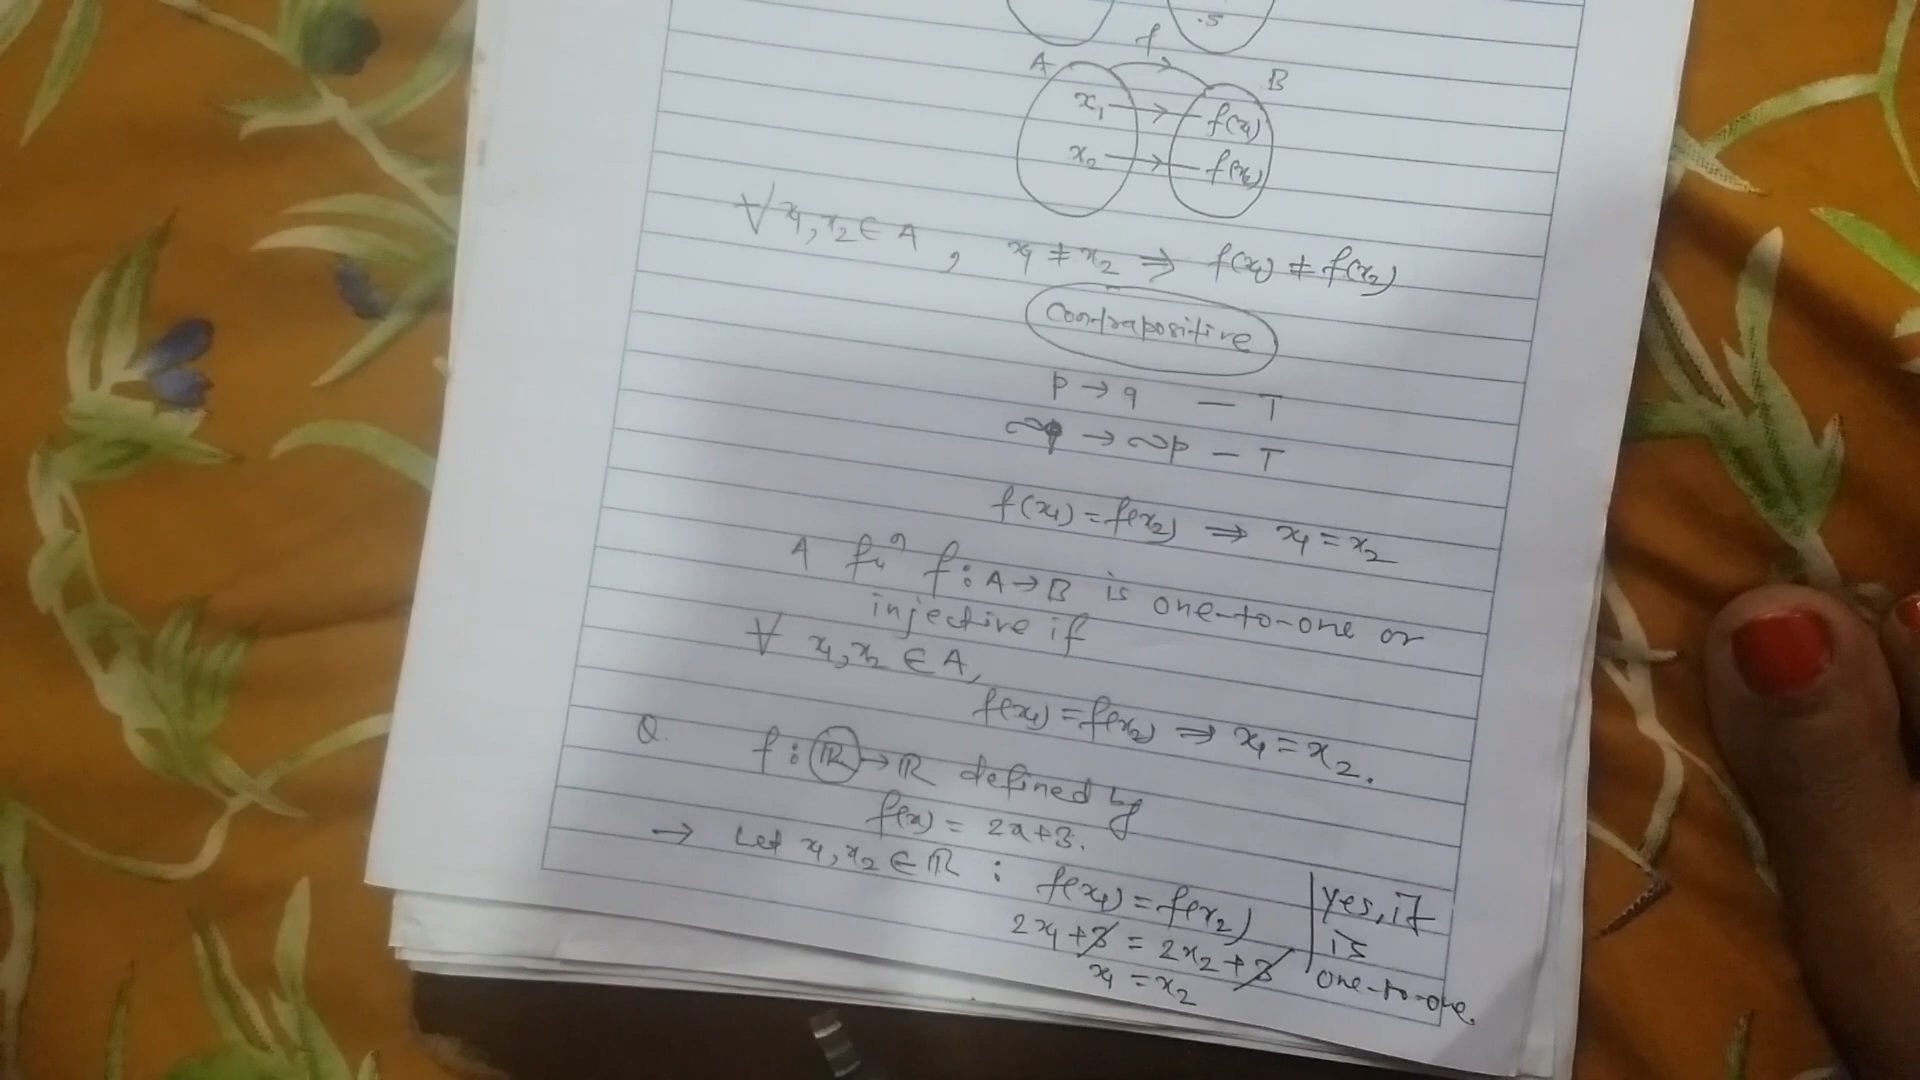 .5
f
A B
x₁ f(x₁)
x₂ f(x₂)
∀ x₁, x₂ ∈ A , x₁ ≠ x₂ ⇒ f(x₁) ≠ f(x₂)
Contrapositive
p → q — T
∼q → ∼p — T
f(x₁) = f(x₂) ⇒ x₁ = x₂
A fuⁿ f : A → B is one-to-one or
injective if
∀ x₁, x₂ ∈ A,
f(x₁) = f(x₂) ⇒ x₁ = x₂.
Q. f : ℝ → ℝ defined by
f(x) = 2x+3.
→ Let x₁, x₂ ∈ ℝ : f(x₁) = f(x₂)
2x₁ + 3 = 2x₂ + 3
x₁ = x₂
Yes, it
is
one-to-one.